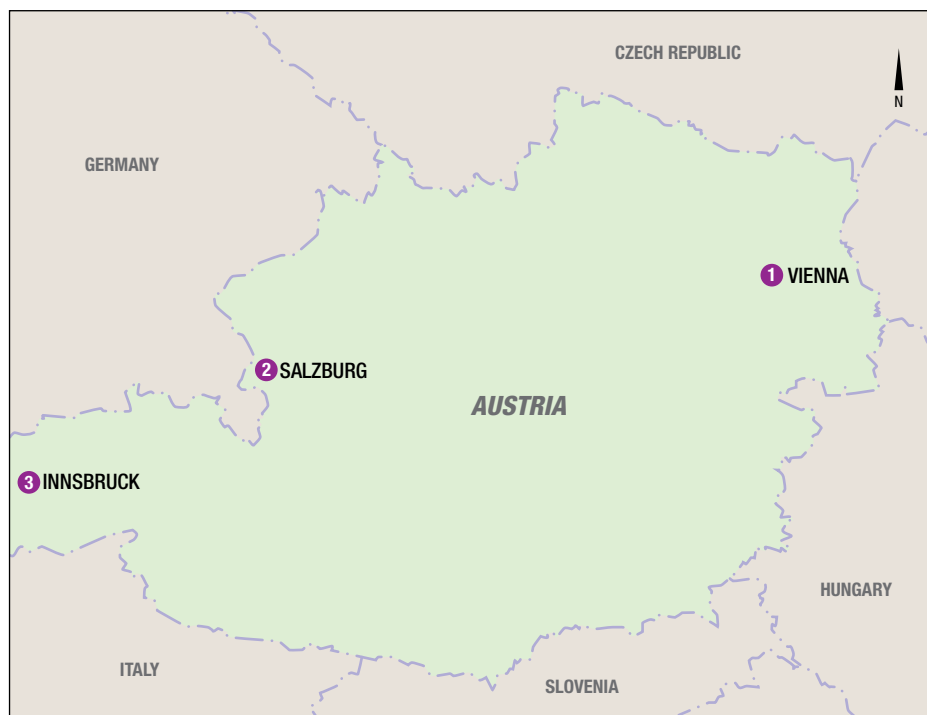 CZECH REPUBLIC
N
GERMANY
1 VIENNA
2 SALZBURG
AUSTRIA
3 INNSBRUCK
HUNGARY
ITALY
SLOVENIA